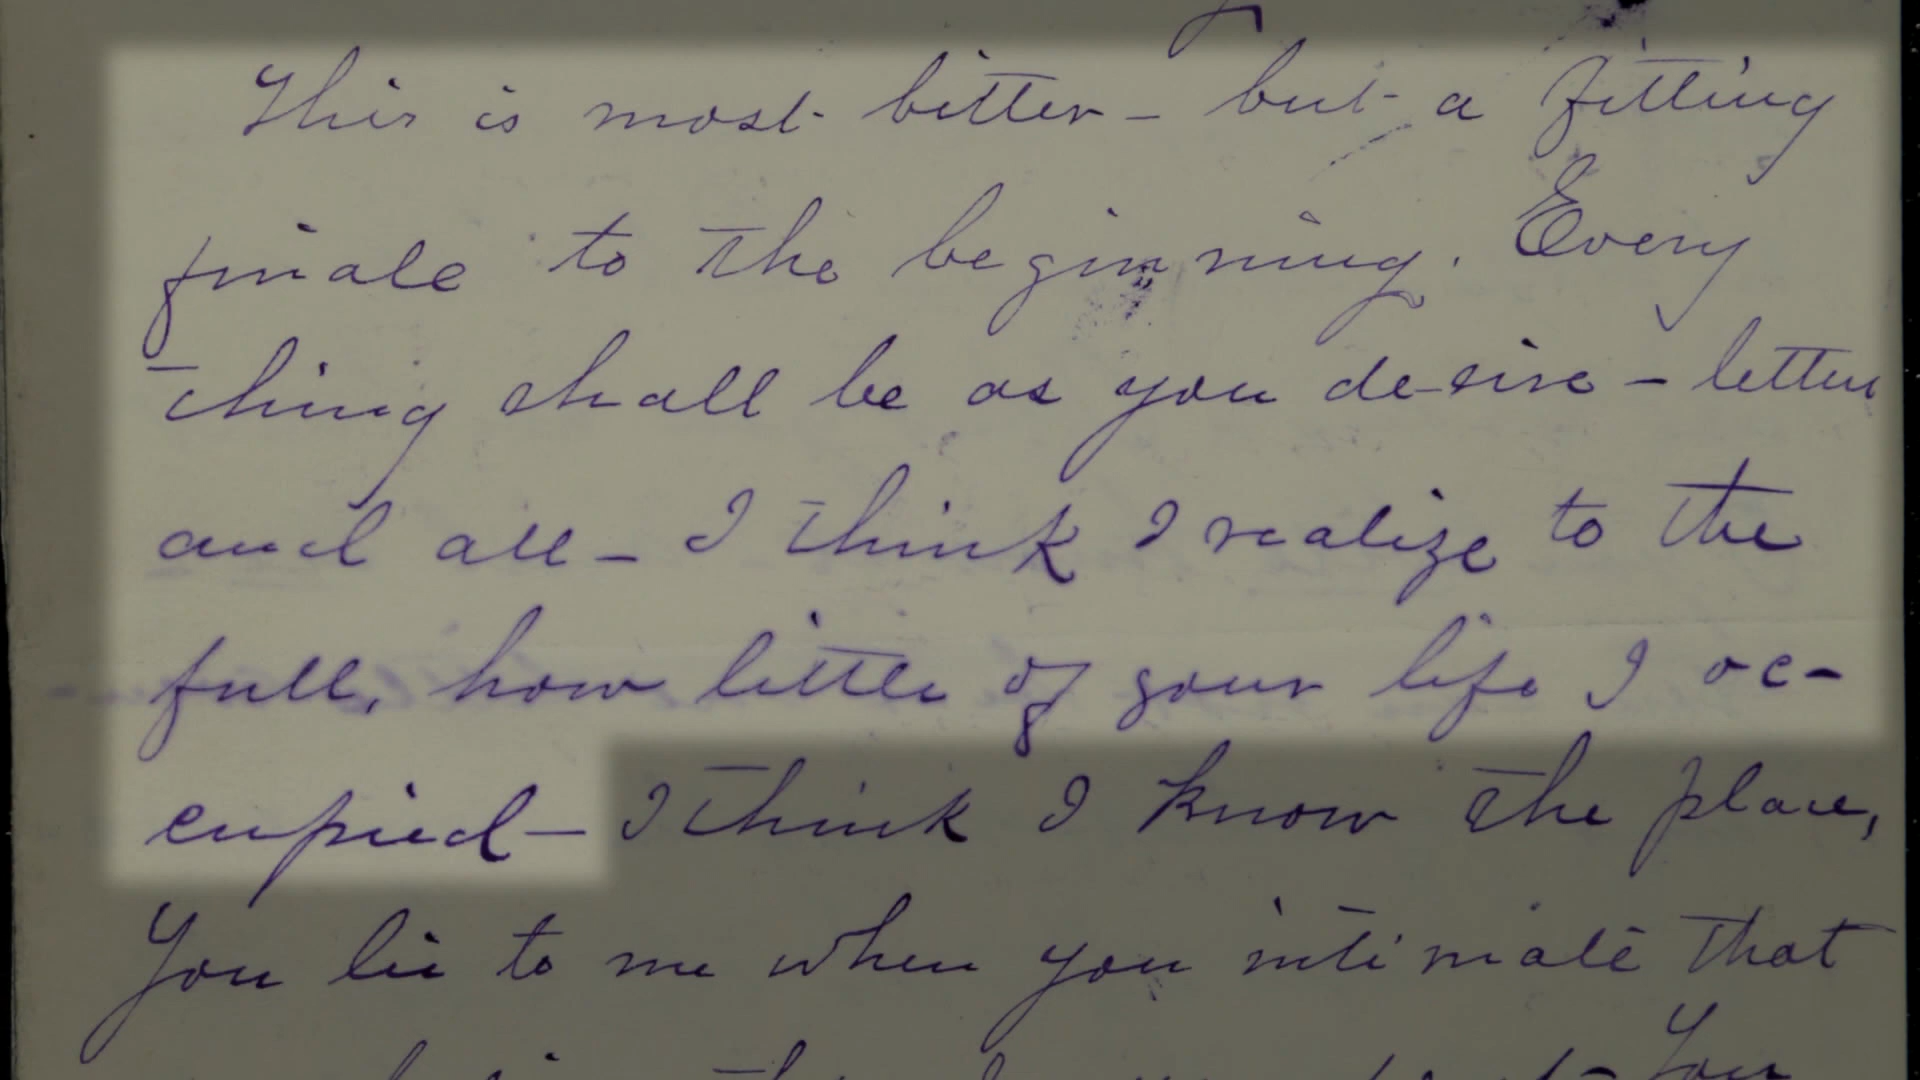 This is most bitter – but a fitting
finale to the beginning. Every
thing shall be as you desire – letters
and all – I think I realize to the
full, how little of your life I oc-
cupied – I think I know the place,
You lie to me when you intimate that
You